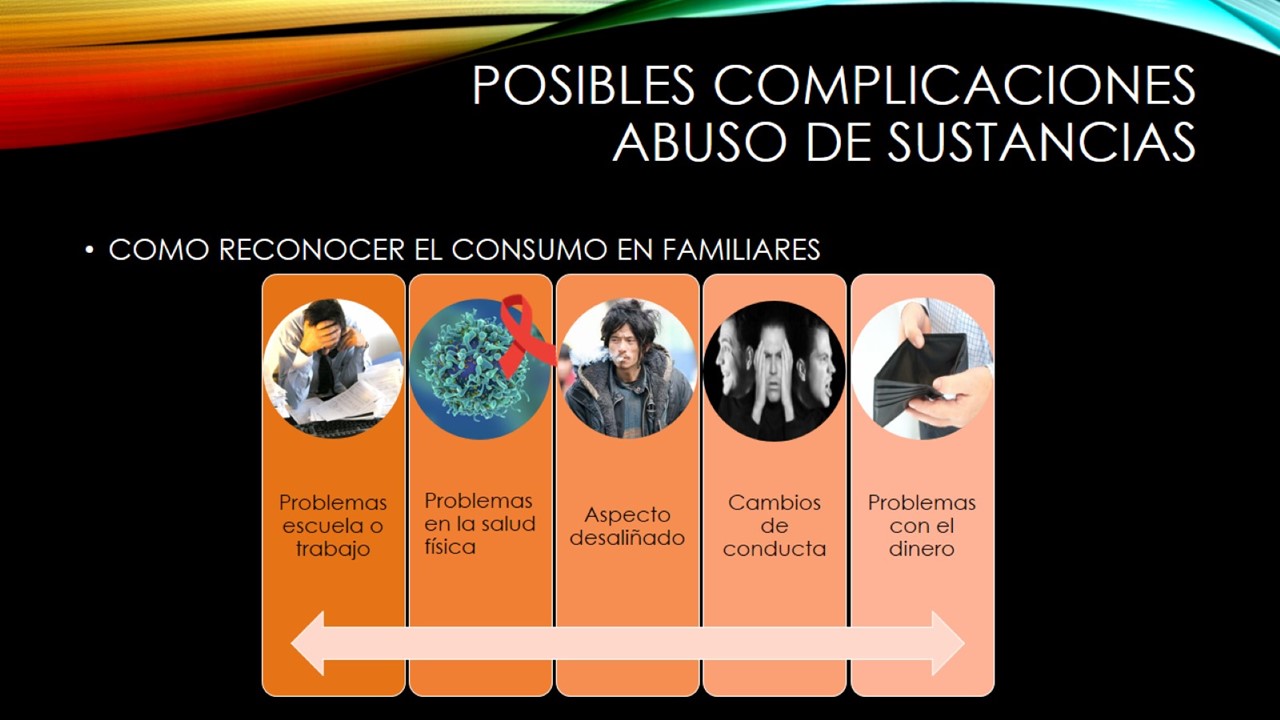 POSIBLES COMPLICACIONES
ABUSO DE SUSTANCIAS
• COMO RECONOCER EL CONSUMO EN FAMILIARES
Problemas
escuela o
trabajo
Problemas
en la salud
física
Aspecto
desaliñado
Cambios
de
conducta
Problemas
con el
dinero